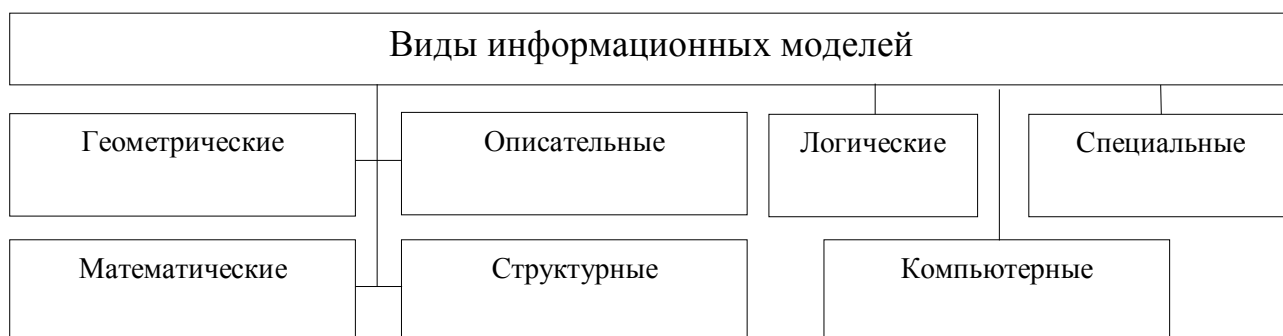 Виды информационных моделей
Геометрические
Описательные
Логические
Специальные
Математические
Структурные
Компьютерные